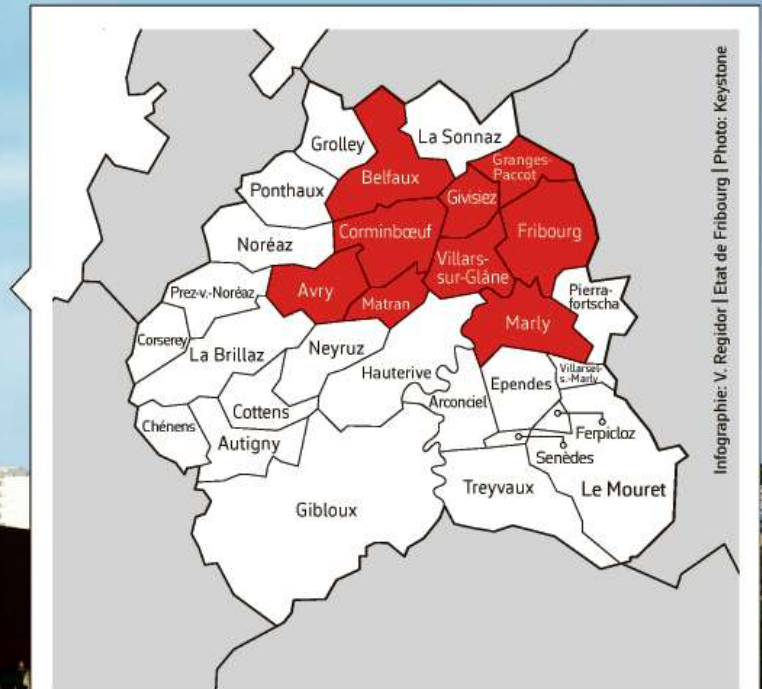 Grolley
La Sonnaz
Granges-
Paccot
Belfaux
Ponthaux
Givisiez
Corminbœuf
Fribourg
Noréaz
Villars-
sur-Glâne
Avry
Prez-v.-Noréaz
Matran
Pierra-
fortscha
Marly
Corserey
La Brillaz
Neyruz
Hauterive
Villarsel-
s.-Marly
Ependes
Arconciel
Cottens
Chénens
Autigny
Ferpicloz
Senèdes
Treyvaux
Le Mouret
Gibloux
Infographie: V. Regidor | Etat de Fribourg | Photo: Keystone